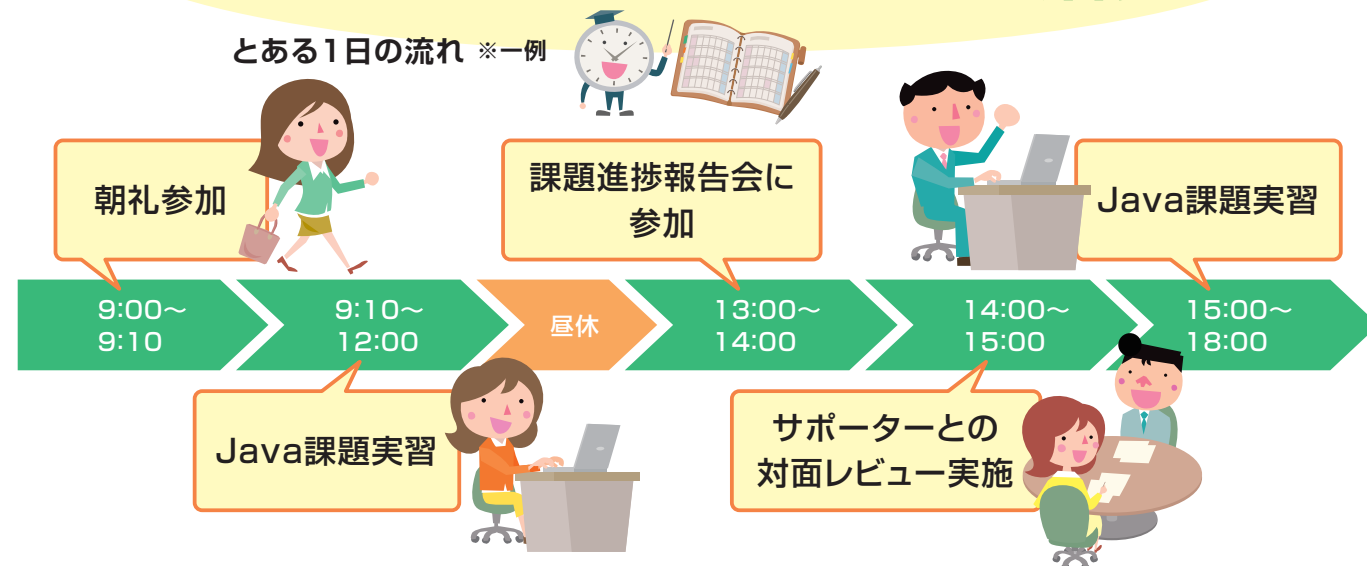 とある1日の流れ ※一例
朝礼参加
課題進捗報告会に
参加
Java課題実習
9:00〜
9:10
9:10〜
12:00
昼休
13:00〜
14:00
14:00〜
15:00
15:00〜
18:00
Java課題実習
サポーターとの
対面レビュー実施